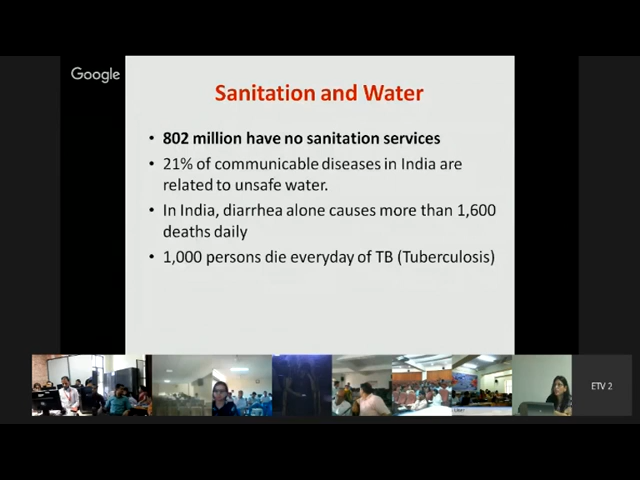 Google
Sanitation and Water
• 802 million have no sanitation services
• 21% of communicable diseases in India are
related to unsafe water.
• In India, diarrhea alone causes more than 1,600
deaths daily
• 1,000 persons die everyday of TB (Tuberculosis)
ETV 2